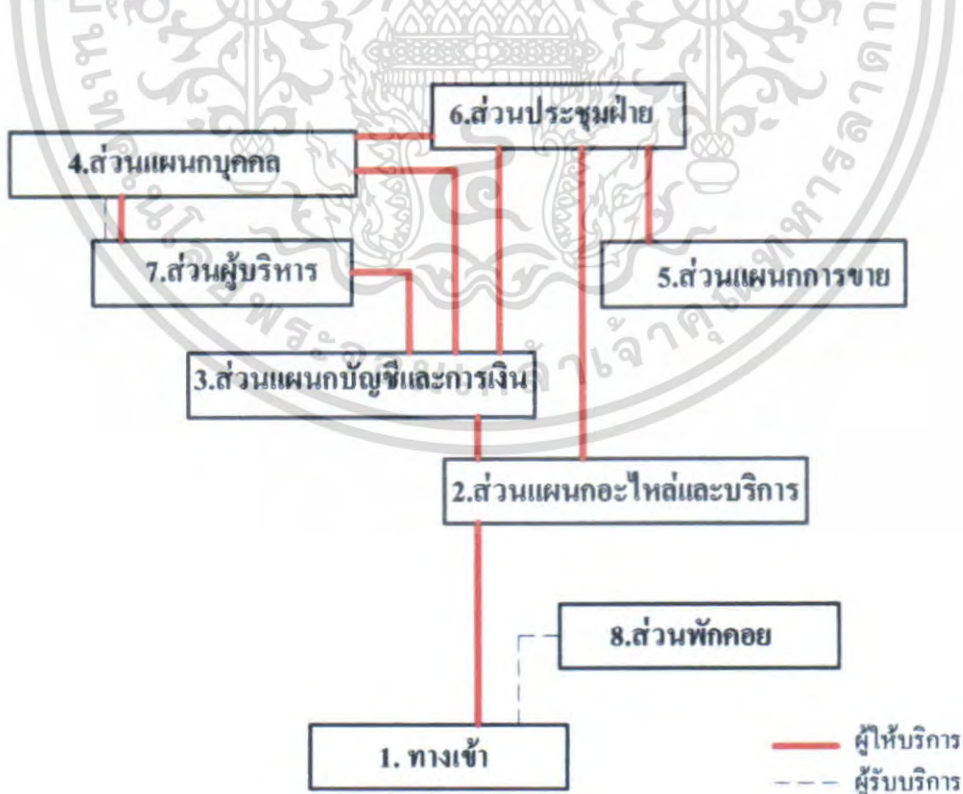 6.ส่วนประชุมฝ่าย
4.ส่วนแผนกบุคคล
7.ส่วนผู้บริหาร
5.ส่วนแผนกการขาย
3.ส่วนแผนกบัญชีและการเงิน
2.ส่วนแผนกอะไหล่และบริการ
8.ส่วนพักคอย
1. ทางเข้า
ผู้ให้บริการ
ผู้รับบริการ